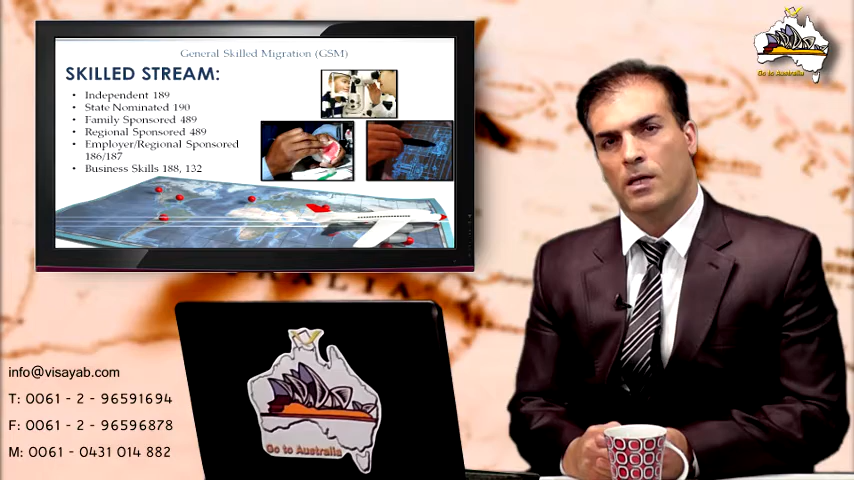 General Skilled Migration (GSM)
SKILLED STREAM:
• Independent 189
• State Nominated 190
• Family Sponsored 489
• Regional Sponsored 489
• Employer/Regional Sponsored
186/187
• Business Skills 188, 132
Go to Australia
Go to Australia
info@visayab.com
T: 0061 - 2 - 96591694
F: 0061 - 2 - 96596878
M: 0061 - 0431 014 882